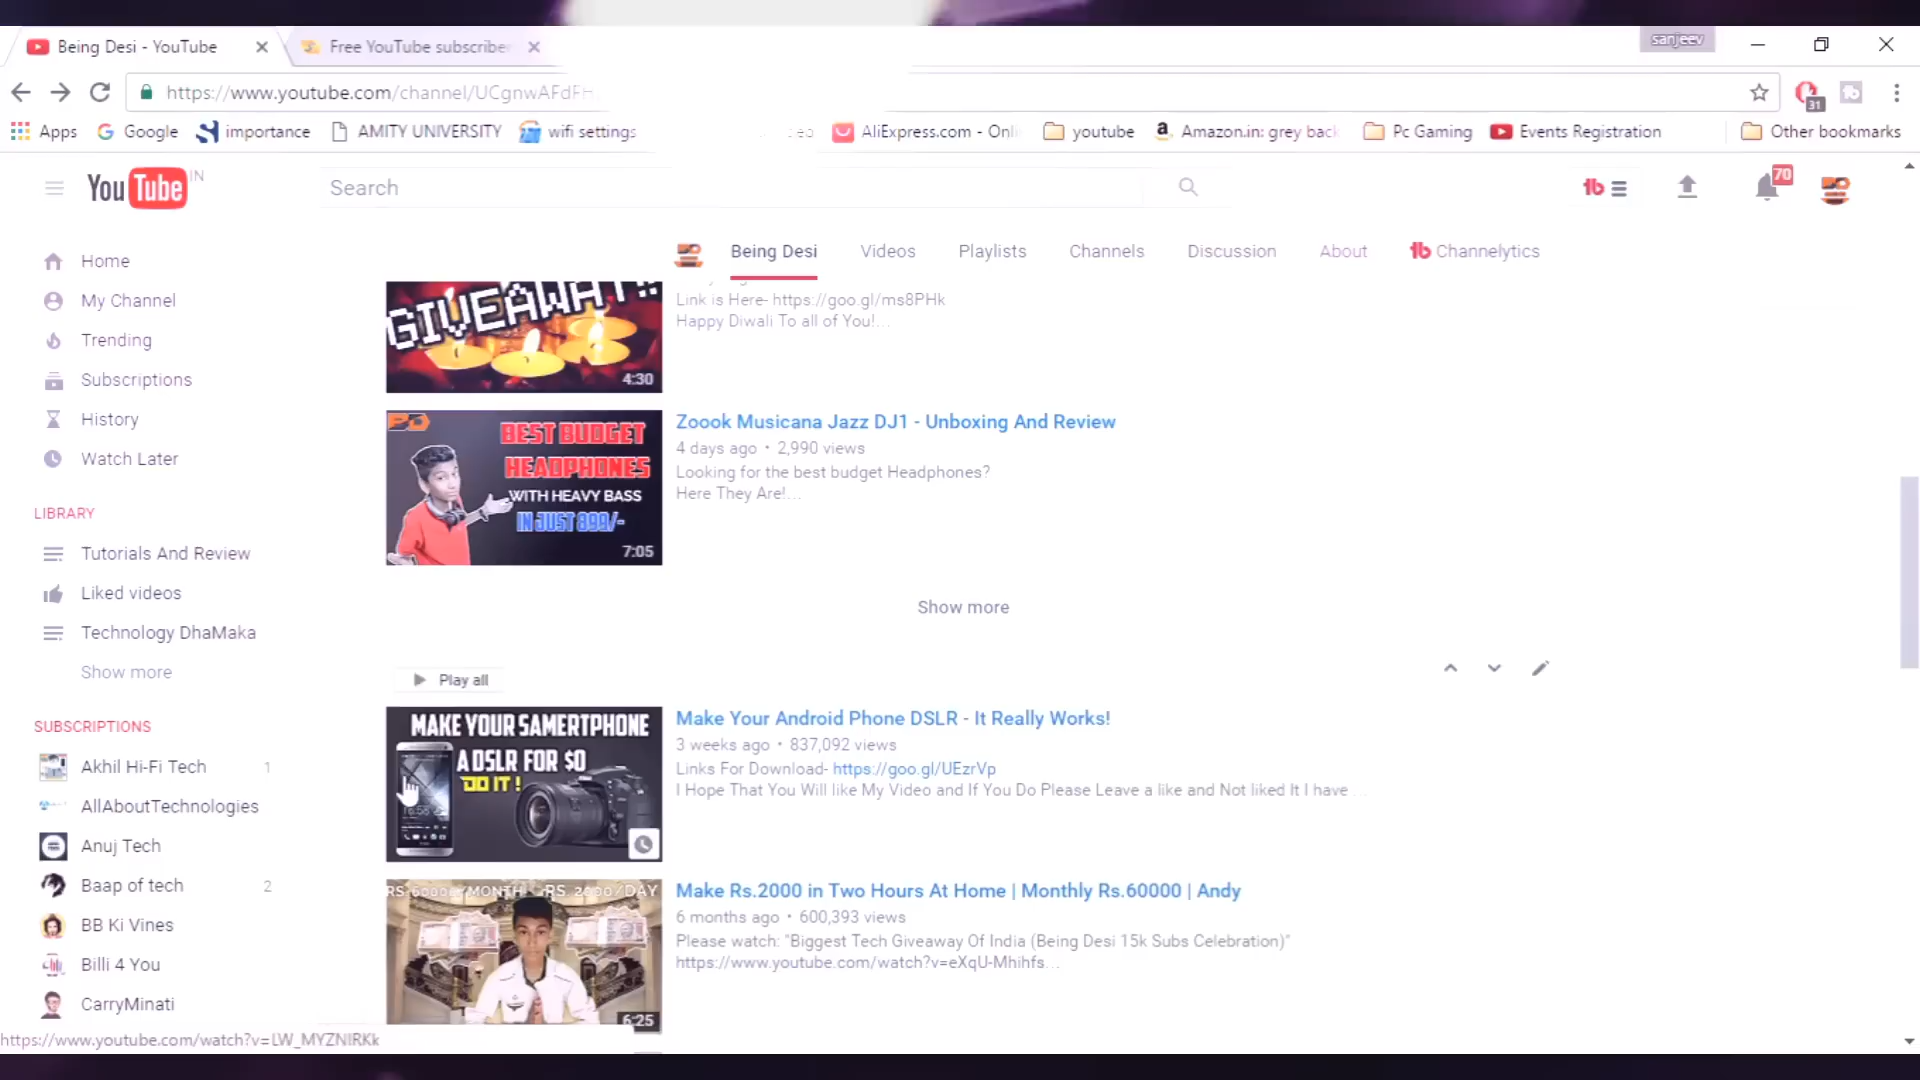 Being Desi - YouTube
Free YouTube subscriber
sanjeev
https://www.youtube.com/channel/UCgnwAFdFH
31
Apps
Google
importance
AMITY UNIVERSITY
wifi settings
AliExpress.com - Onli
youtube
Amazon.in: grey back
Pc Gaming
Events Registration
Other bookmarks
YouTube IN
Search
70
Being Desi
Videos
Playlists
Channels
Discussion
About
Channelytics
Home
My Channel
Trending
Subscriptions
History
Watch Later
LIBRARY
Tutorials And Review
Liked videos
Technology DhaMaka
Show more
SUBSCRIPTIONS
Akhil Hi-Fi Tech 1
AllAboutTechnologies
Anuj Tech
Baap of tech 2
BB Ki Vines
Billi 4 You
CarryMinati
GIVEAWAY!!
4:30
Link is Here- https://goo.gl/ms8PHk
Happy Diwali To all of You!...
BEST BUDGET
HEADPHONES
WITH HEAVY BASS
IN JUST 899/-
7:05
Zoook Musicana Jazz DJ1 - Unboxing And Review
4 days ago • 2,990 views
Looking for the best budget Headphones?
Here They Are!...
Show more
Play all
MAKE YOUR SAMERTPHONE
A DSLR FOR $0
DO IT !
Make Your Android Phone DSLR - It Really Works!
3 weeks ago • 837,092 views
Links For Download- https://goo.gl/UEzrVp
I Hope That You Will like My Video and If You Do Please Leave a like and Not liked It I have ...
RS 60000/MONTH RS 2000/DAY
6:25
Make Rs.2000 in Two Hours At Home | Monthly Rs.60000 | Andy
6 months ago • 600,393 views
Please watch: "Biggest Tech Giveaway Of India (Being Desi 15k Subs Celebration)"
https://www.youtube.com/watch?v=eXqU-Mhihfs...
https://www.youtube.com/watch?v=LW_MYZNIRKk